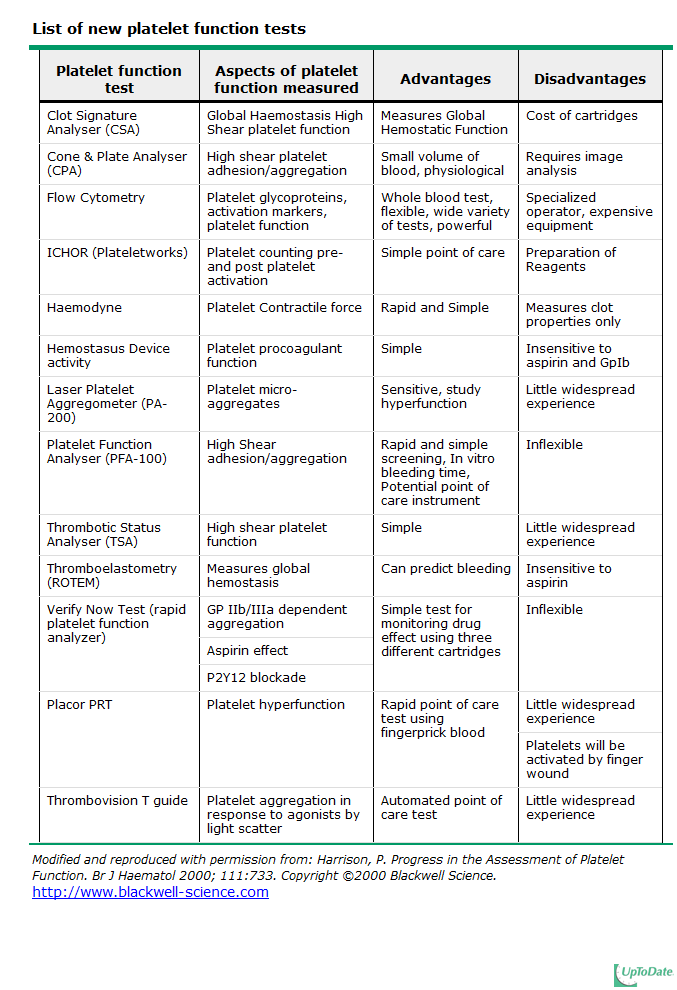 List of new platelet function tests
Platelet function test
Aspects of platelet function measured
Advantages
Disadvantages
Clot Signature Analyser (CSA)
Global Haemostasis High Shear platelet function
Measures Global Hemostatic Function
Cost of cartridges
Cone & Plate Analyser (CPA)
High shear platelet adhesion/aggregation
Small volume of blood, physiological
Requires image analysis
Flow Cytometry
Platelet glycoproteins, activation markers, platelet function
Whole blood test, flexible, wide variety of tests, powerful
Specialized operator, expensive equipment
ICHOR (Plateletworks)
Platelet counting pre- and post platelet activation
Simple point of care
Preparation of Reagents
Haemodyne
Platelet Contractile force
Rapid and Simple
Measures clot properties only
Hemostasus Device activity
Platelet procoagulant function
Simple
Insensitive to aspirin and GpIb
Laser Platelet Aggregometer (PA-200)
Platelet micro-aggregates
Sensitive, study hyperfunction
Little widespread experience
Platelet Function Analyser (PFA-100)
High Shear adhesion/aggregation
Rapid and simple screening, In vitro bleeding time, Potential point of care instrument
Inflexible
Thrombotic Status Analyser (TSA)
High shear platelet function
Simple
Little widespread experience
Thromboelastometry (ROTEM)
Measures global hemostasis
Can predict bleeding
Insensitive to aspirin
Verify Now Test (rapid platelet function analyzer)
GP IIb/IIIa dependent aggregation
Aspirin effect
P2Y12 blockade
Simple test for monitoring drug effect using three different cartridges
Inflexible
Placor PRT
Platelet hyperfunction
Rapid point of care test using fingerprick blood
Little widespread experience
Platelets will be activated by finger wound
Thrombovision T guide
Platelet aggregation in response to agonists by light scatter
Automated point of care test
Little widespread experience
Modified and reproduced with permission from: Harrison, P. Progress in the Assessment of Platelet
Function. Br J Haematol 2000; 111:733. Copyright ©2000 Blackwell Science.
http://www.blackwell-science.com
UpToDate